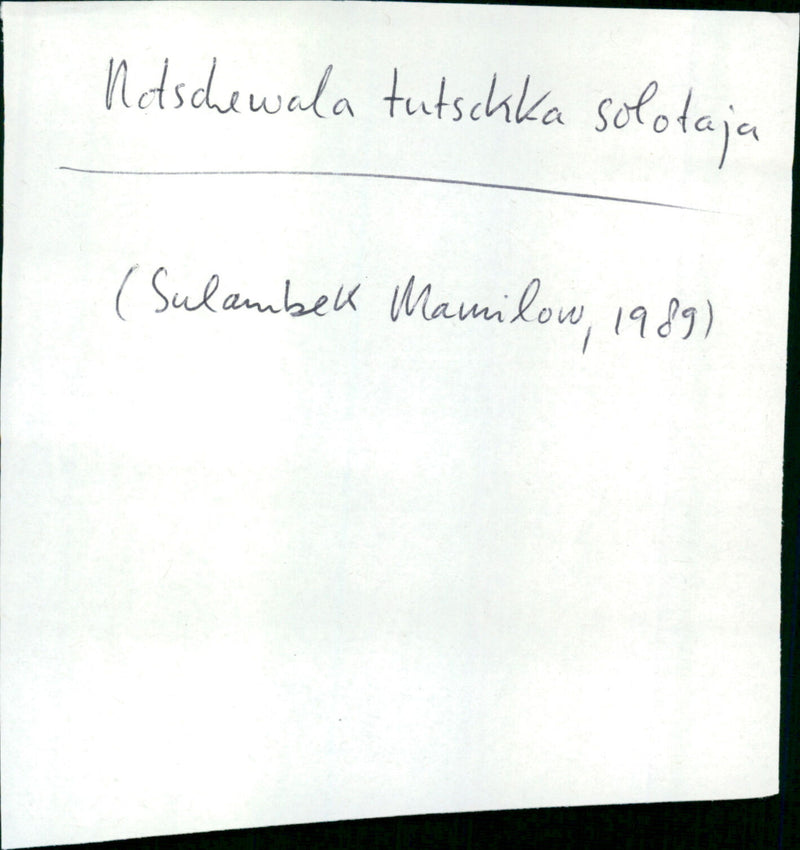 Notschewala tutschka solotaja
(Sulambek Mamilow, 1989)